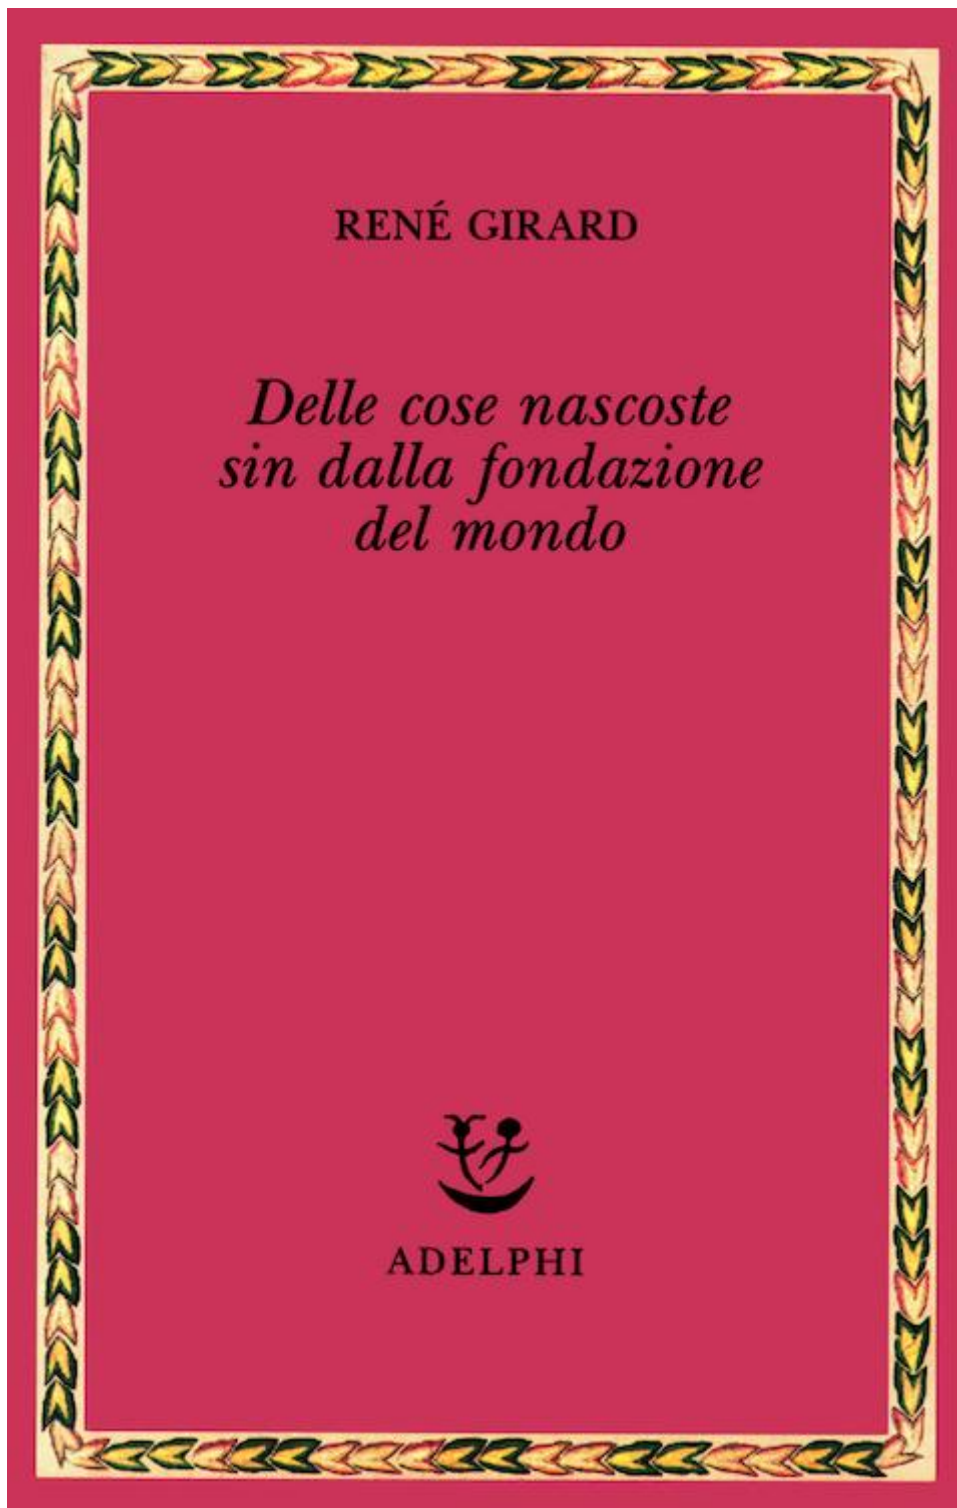 RENÉ GIRARD
Delle cose nascoste
sin dalla fondazione
del mondo
ADELPHI